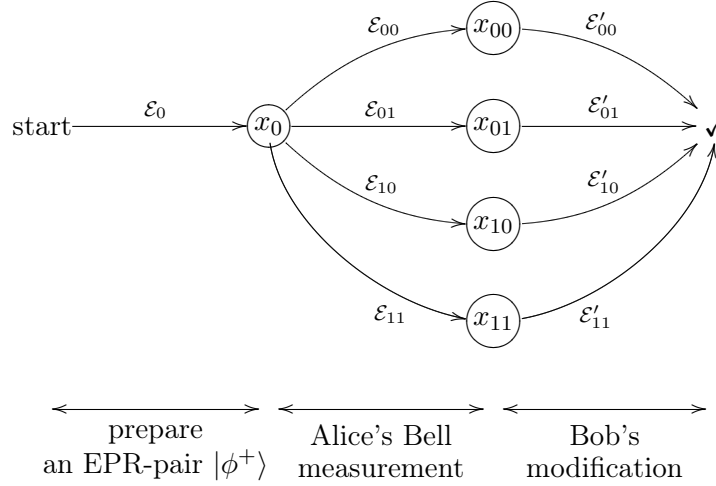 x₀₀
ℰ₀₀ ℰ′₀₀
start ℰ₀ x₀ ℰ₀₁ x₀₁ ℰ′₀₁ ✓
ℰ₁₀ ℰ′₁₀
x₁₀
ℰ₁₁ x₁₁ ℰ′₁₁
prepare
an EPR-pair |ϕ⁺⟩
Alice's Bell
measurement
Bob's
modification